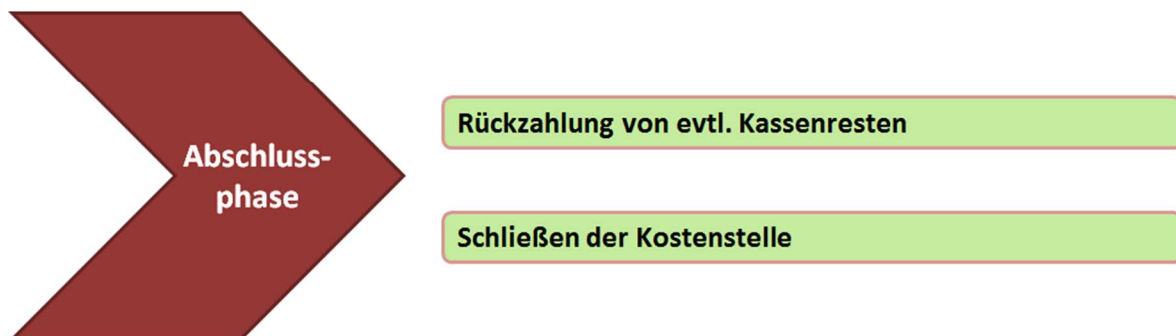 Abschluss-
phase
Rückzahlung von evtl. Kassenresten
Schließen der Kostenstelle